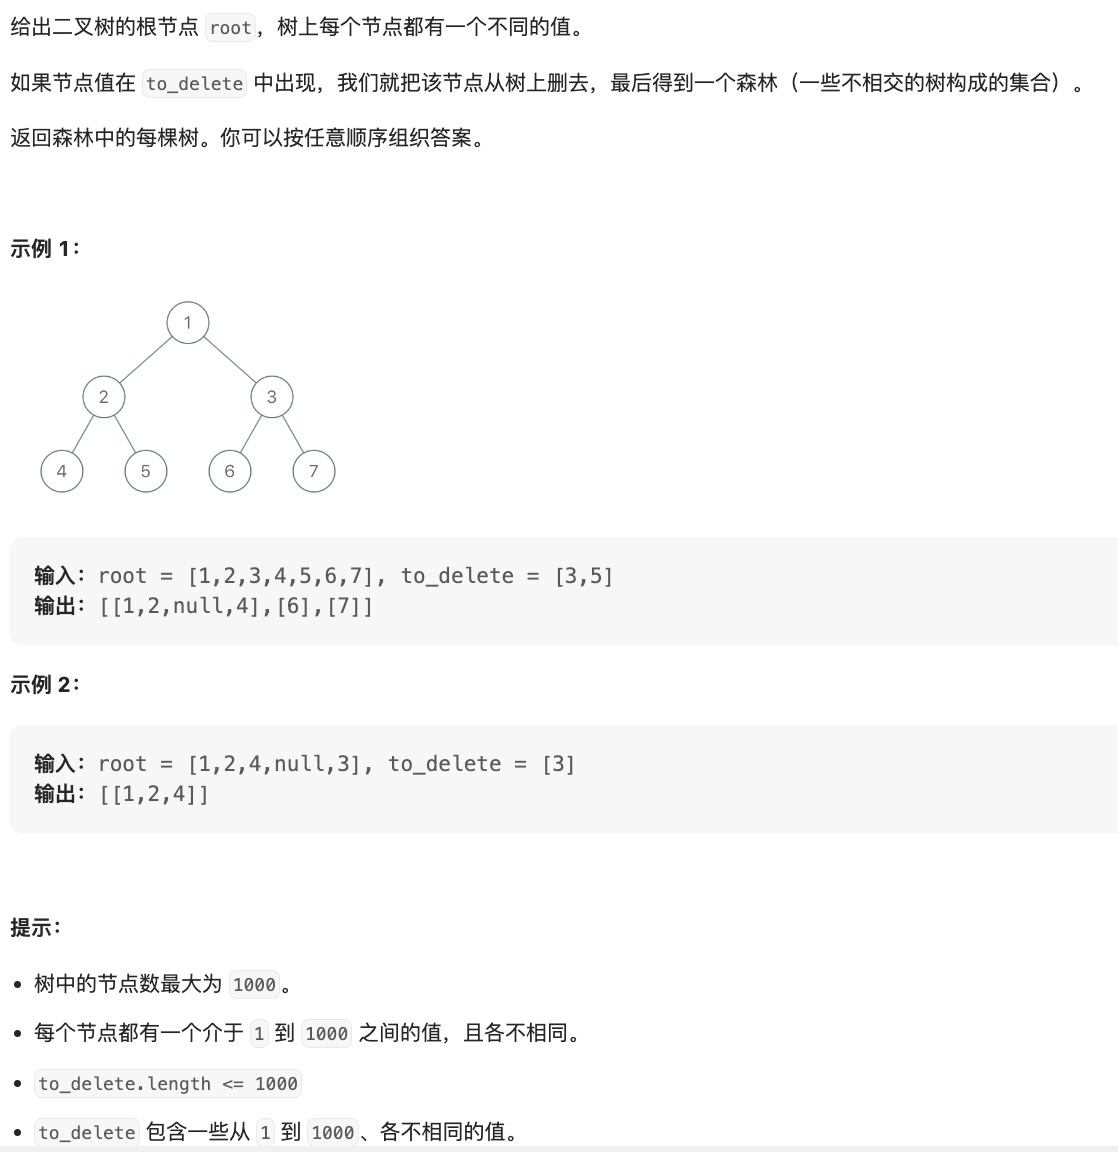 给出二叉树的根节点 root，树上每个节点都有一个不同的值。
如果节点值在 to_delete 中出现，我们就把该节点从树上删去，最后得到一个森林（一些不相交的树构成的集合）。
返回森林中的每棵树。你可以按任意顺序组织答案。
示例 1：
1
2 3
4 5 6 7
输入：root = [1,2,3,4,5,6,7], to_delete = [3,5]
输出：[[1,2,null,4],[6],[7]]
示例 2：
输入：root = [1,2,4,null,3], to_delete = [3]
输出：[[1,2,4]]
提示：
• 树中的节点数最大为 1000。
• 每个节点都有一个介于 1 到 1000 之间的值，且各不相同。
• to_delete.length <= 1000
• to_delete 包含一些从 1 到 1000、各不相同的值。